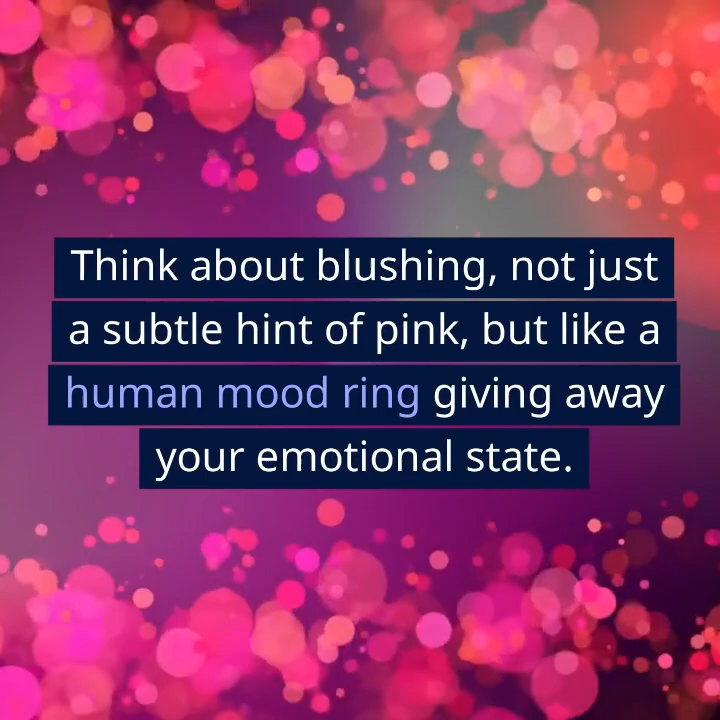 Think about blushing, not just
a subtle hint of pink, but like a
human mood ring giving away
your emotional state.